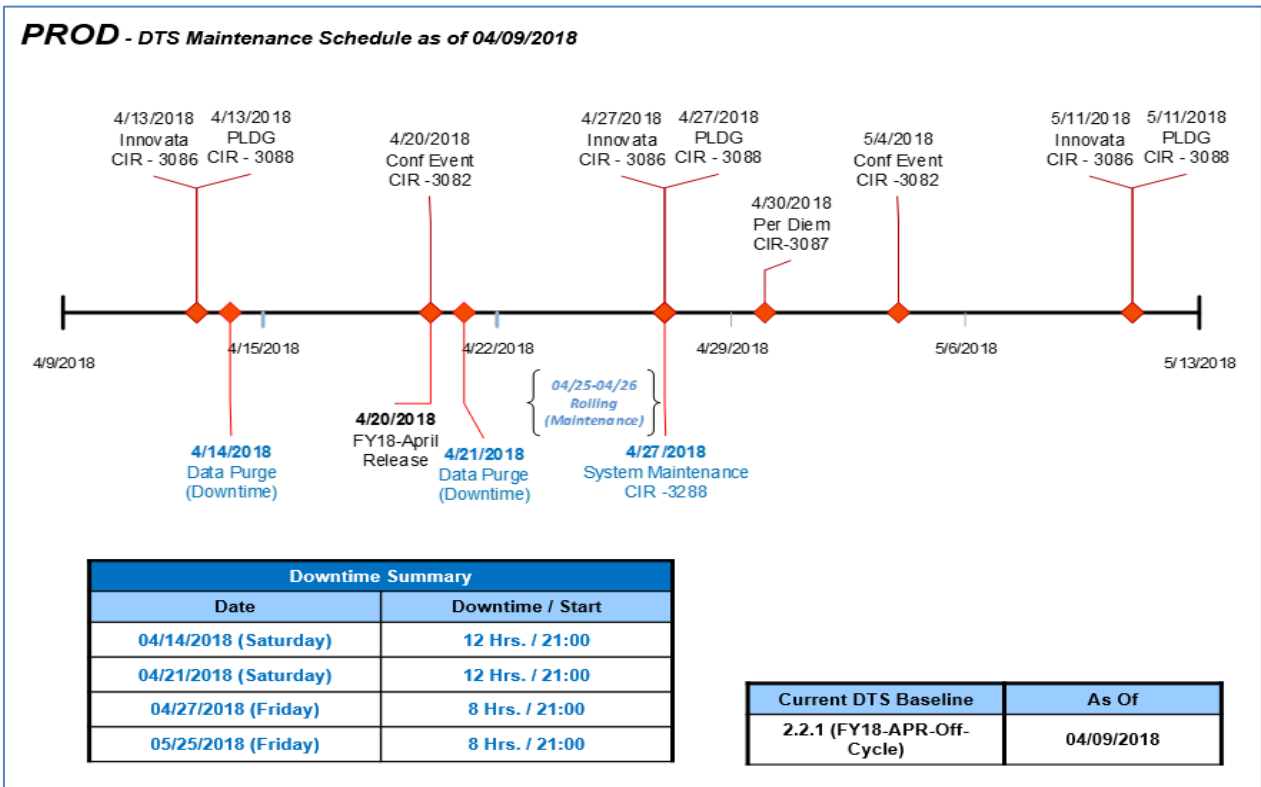 PROD - DTS Maintenance Schedule as of 04/09/2018
4/13/2018
Innovata
CIR - 3086
4/13/2018
PLDG
CIR - 3088
4/20/2018
Conf Event
CIR -3082
4/27/2018
Innovata
CIR - 3086
4/27/2018
PLDG
CIR - 3088
4/30/2018
Per Diem
CIR-3087
5/4/2018
Conf Event
CIR -3082
5/11/2018
Innovata
CIR - 3086
5/11/2018
PLDG
CIR - 3088
4/9/2018
4/15/2018
4/22/2018
4/29/2018
5/6/2018
5/13/2018
4/14/2018
Data Purge
(Downtime)
4/20/2018
FY18-April
Release
4/21/2018
Data Purge
(Downtime)
04/25-04/26
Rolling
(Maintenance)
4/27/2018
System Maintenance
CIR -3288
Downtime Summary
Date Downtime / Start
04/14/2018 (Saturday) 12 Hrs. / 21:00
04/21/2018 (Saturday) 12 Hrs. / 21:00
04/27/2018 (Friday) 8 Hrs. / 21:00
05/25/2018 (Friday) 8 Hrs. / 21:00
Current DTS Baseline As Of
2.2.1 (FY18-APR-Off-
Cycle)
04/09/2018